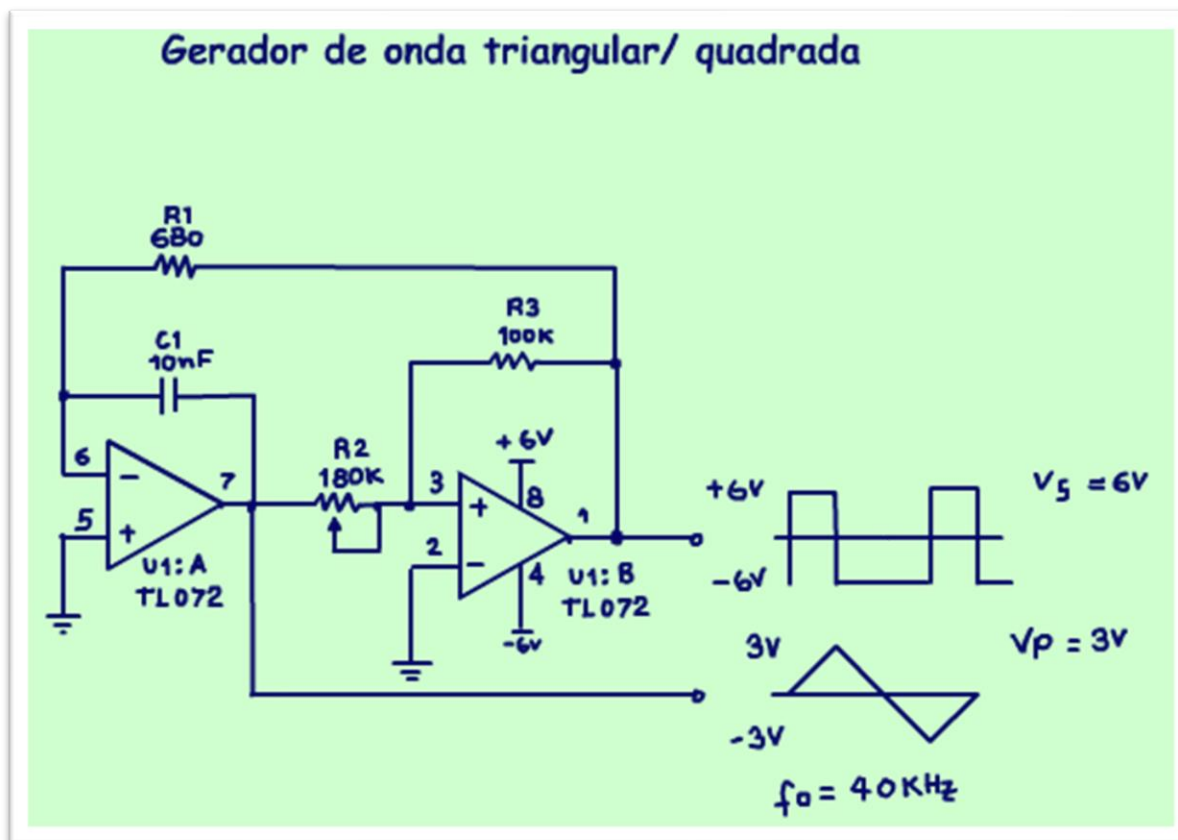 Gerador de onda triangular/ quadrada
R1
680
R3
100K
C1
10nF
R2
180K
+6V
6
7
3
8
1
5
2
4
-
+
+
-
U1:A
TL072
U1:B
TL072
-6V
+6V
-6V
VS =6V
3V
-3V
Vp = 3V
fo= 40KHz